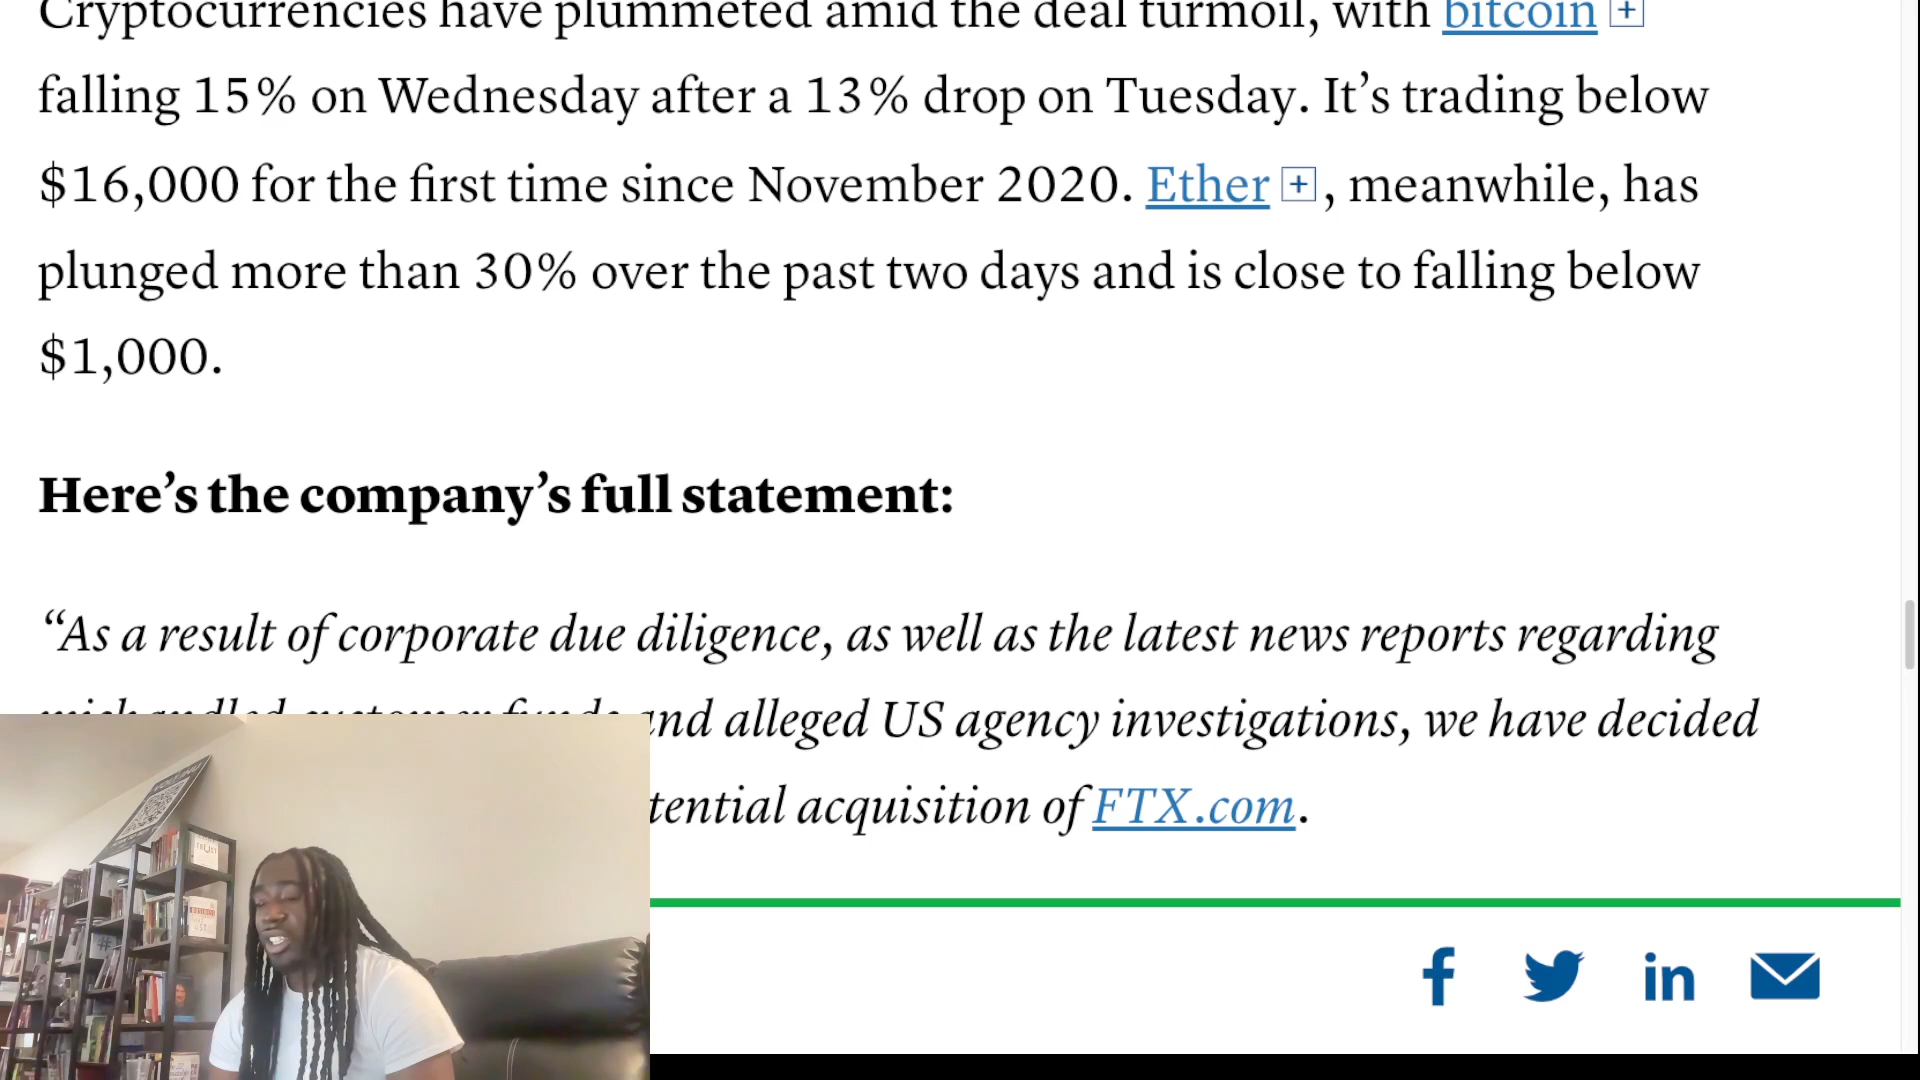 Cryptocurrencies have plummeted amid the deal turmoil, with bitcoin
falling 15% on Wednesday after a 13% drop on Tuesday. It’s trading below
$16,000 for the first time since November 2020. Ether, meanwhile, has
plunged more than 30% over the past two days and is close to falling below
$1,000.
Here’s the company’s full statement:
“As a result of corporate due diligence, as well as the latest news reports regarding
mishandled customer funds and alleged US agency investigations, we have decided
tential acquisition of FTX.com.